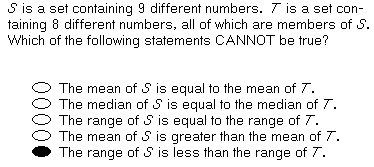 S is a set containing 9 different numbers. T is a set con-
taining 8 different numbers, all of which are members of S.
Which of the following statements CANNOT be true?
The mean of S is equal to the mean of T.
The median of S is equal to the median of T.
The range of S is equal to the range of T.
The mean of S is greater than the mean of T.
The range of S is less than the range of T.